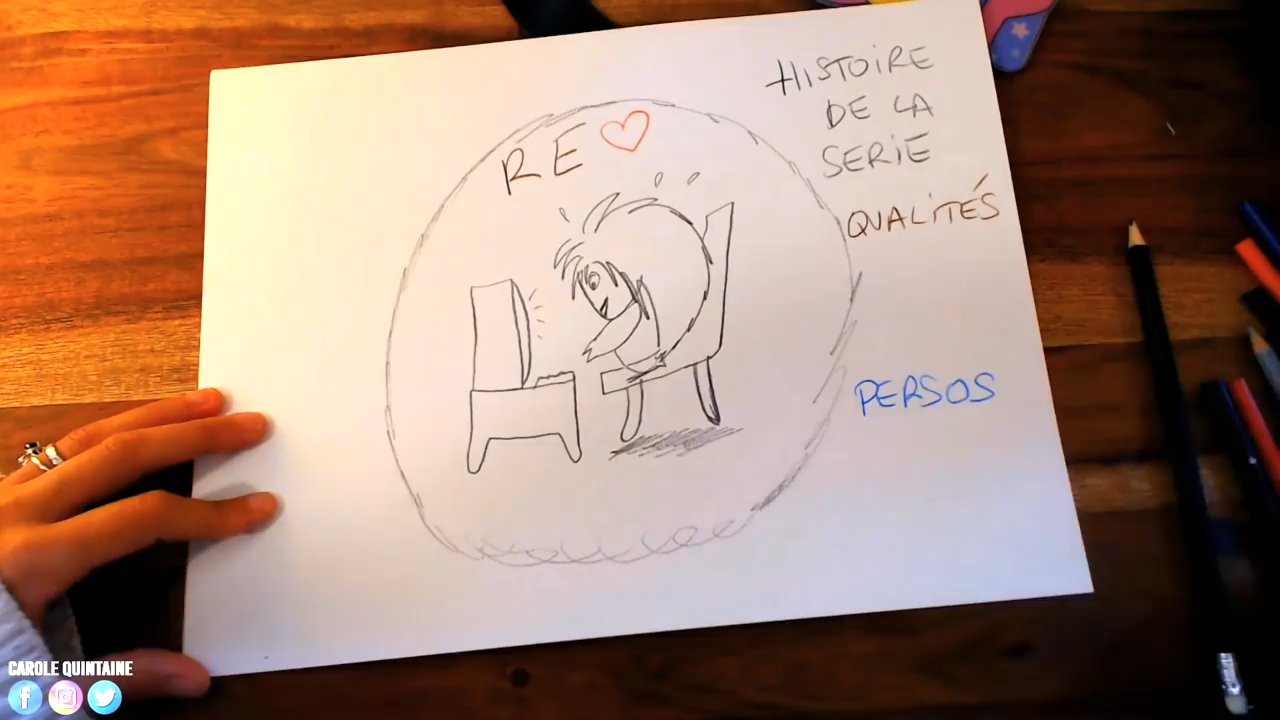 RE
HISTOIRE
DE LA
SERIE
QUALITÉS
PERSOS
CAROLE QUINTAINE